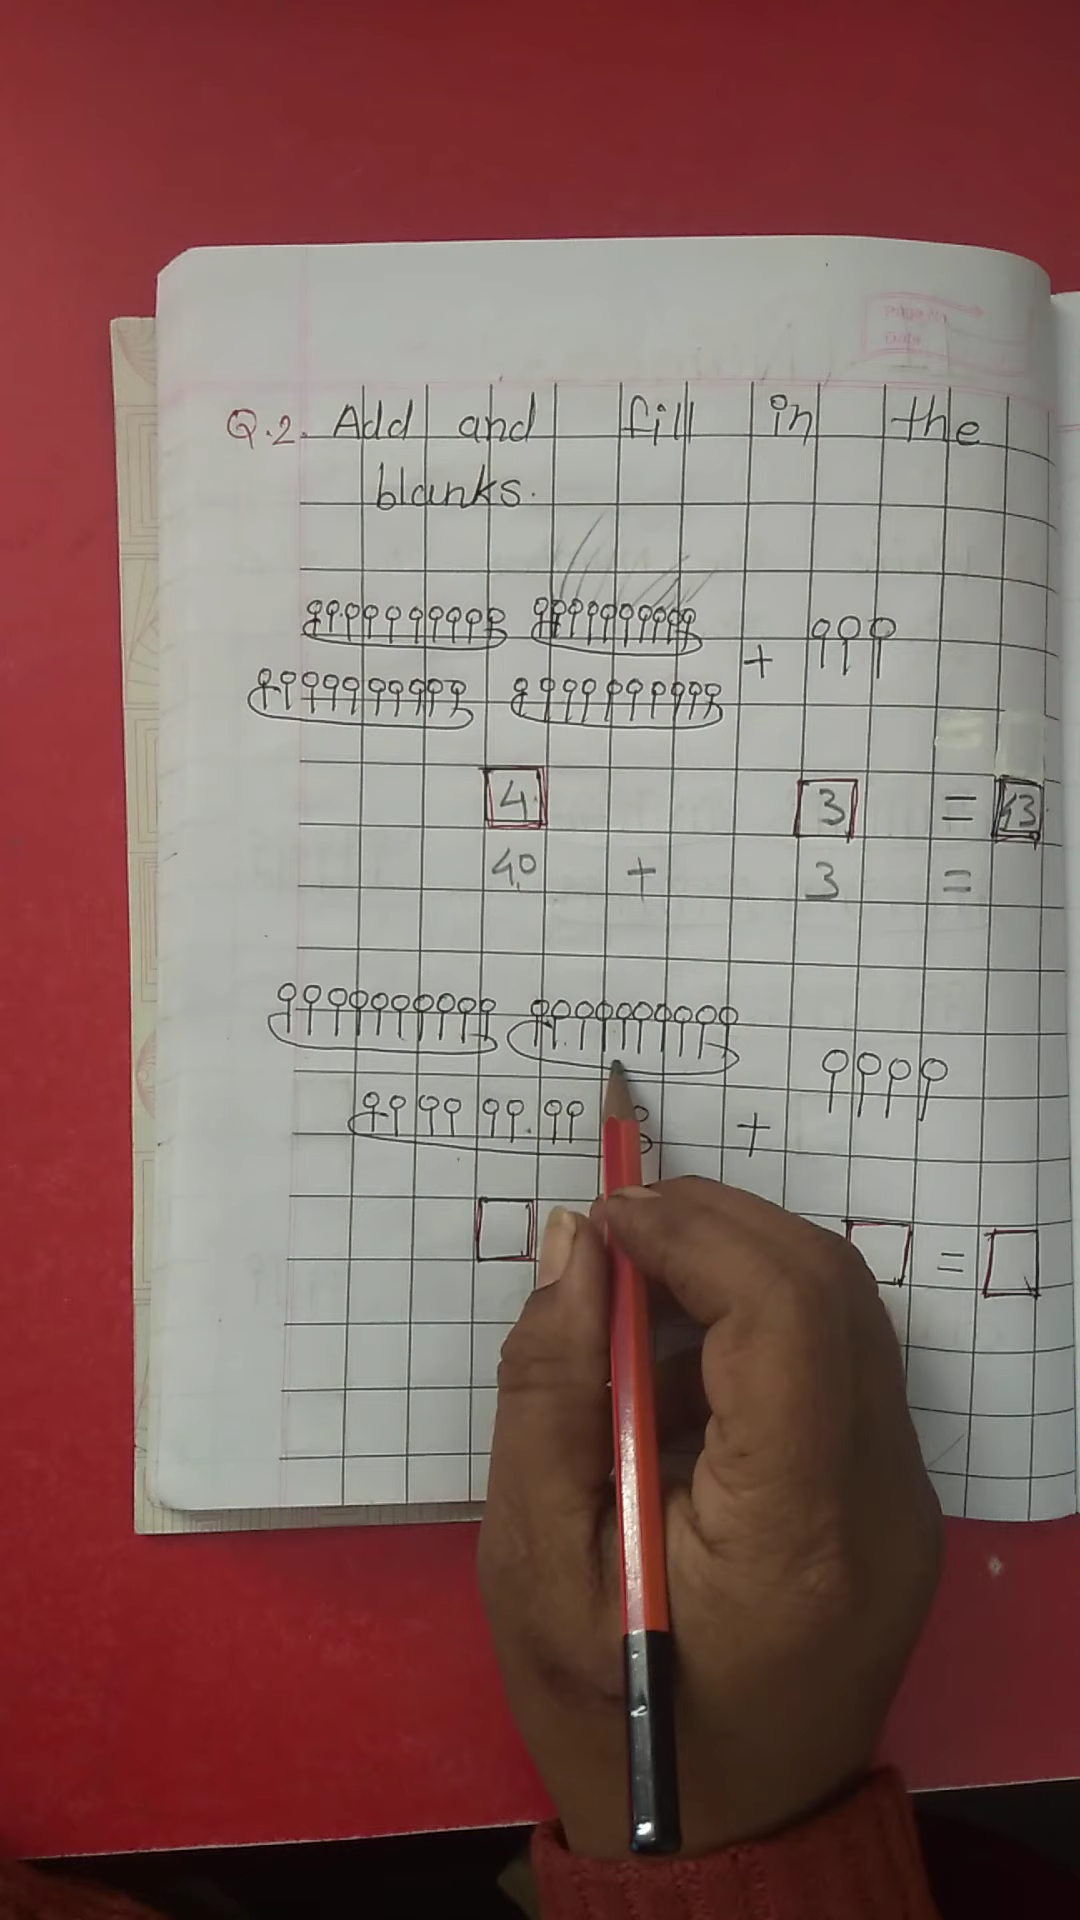 Q.2. Add and fill in the
blanks.
+
4 3 = 43
40 + 3 =
+
=